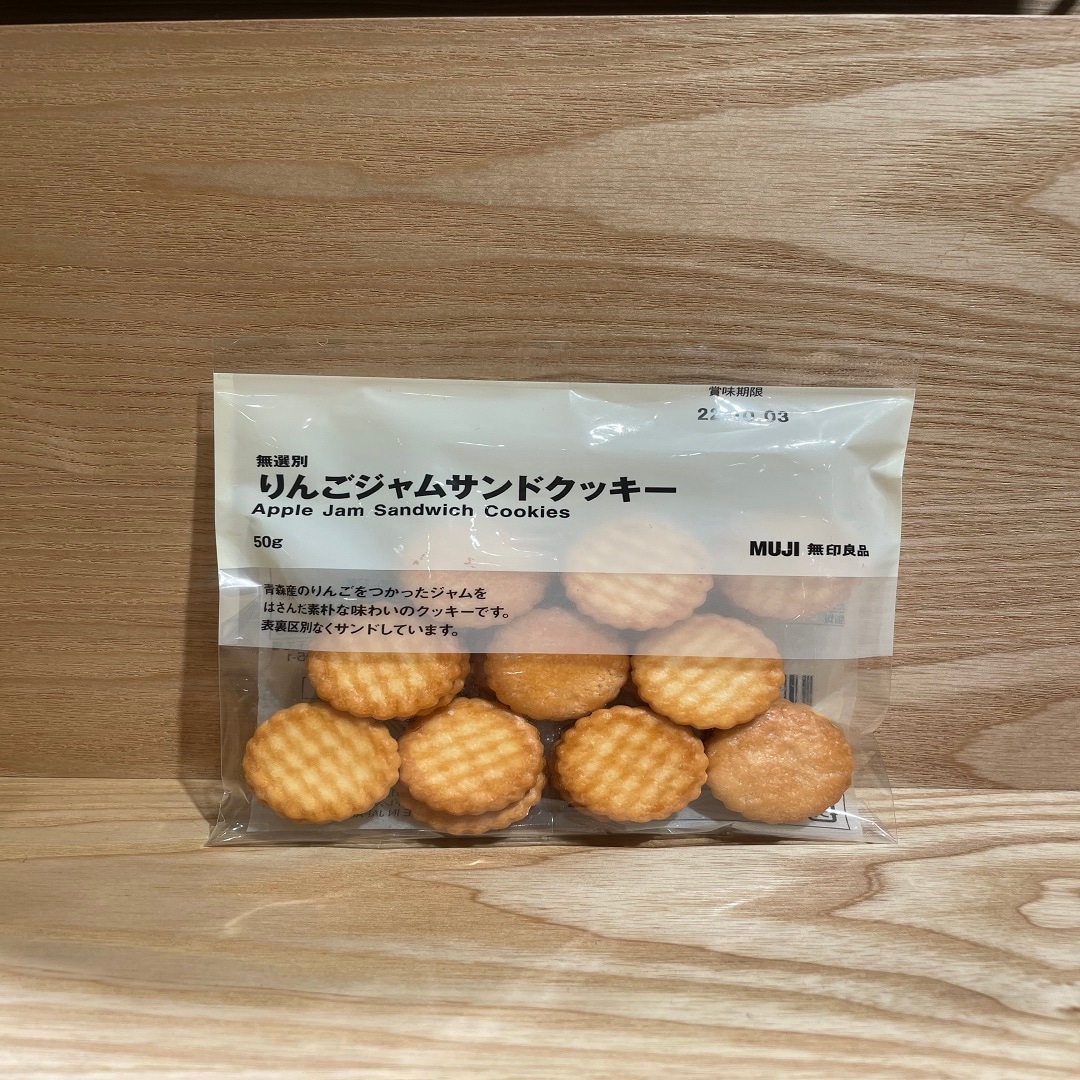 賞味期限
03
無選別
りんごジャムサンドクッキー
Apple Jam Sandwich Cookies
50g
MUJI 無印良品
青森産のりんごをつかったジャムを
はさんだ素朴な味わいのクッキーです。
表裏区別なくサンドしています。